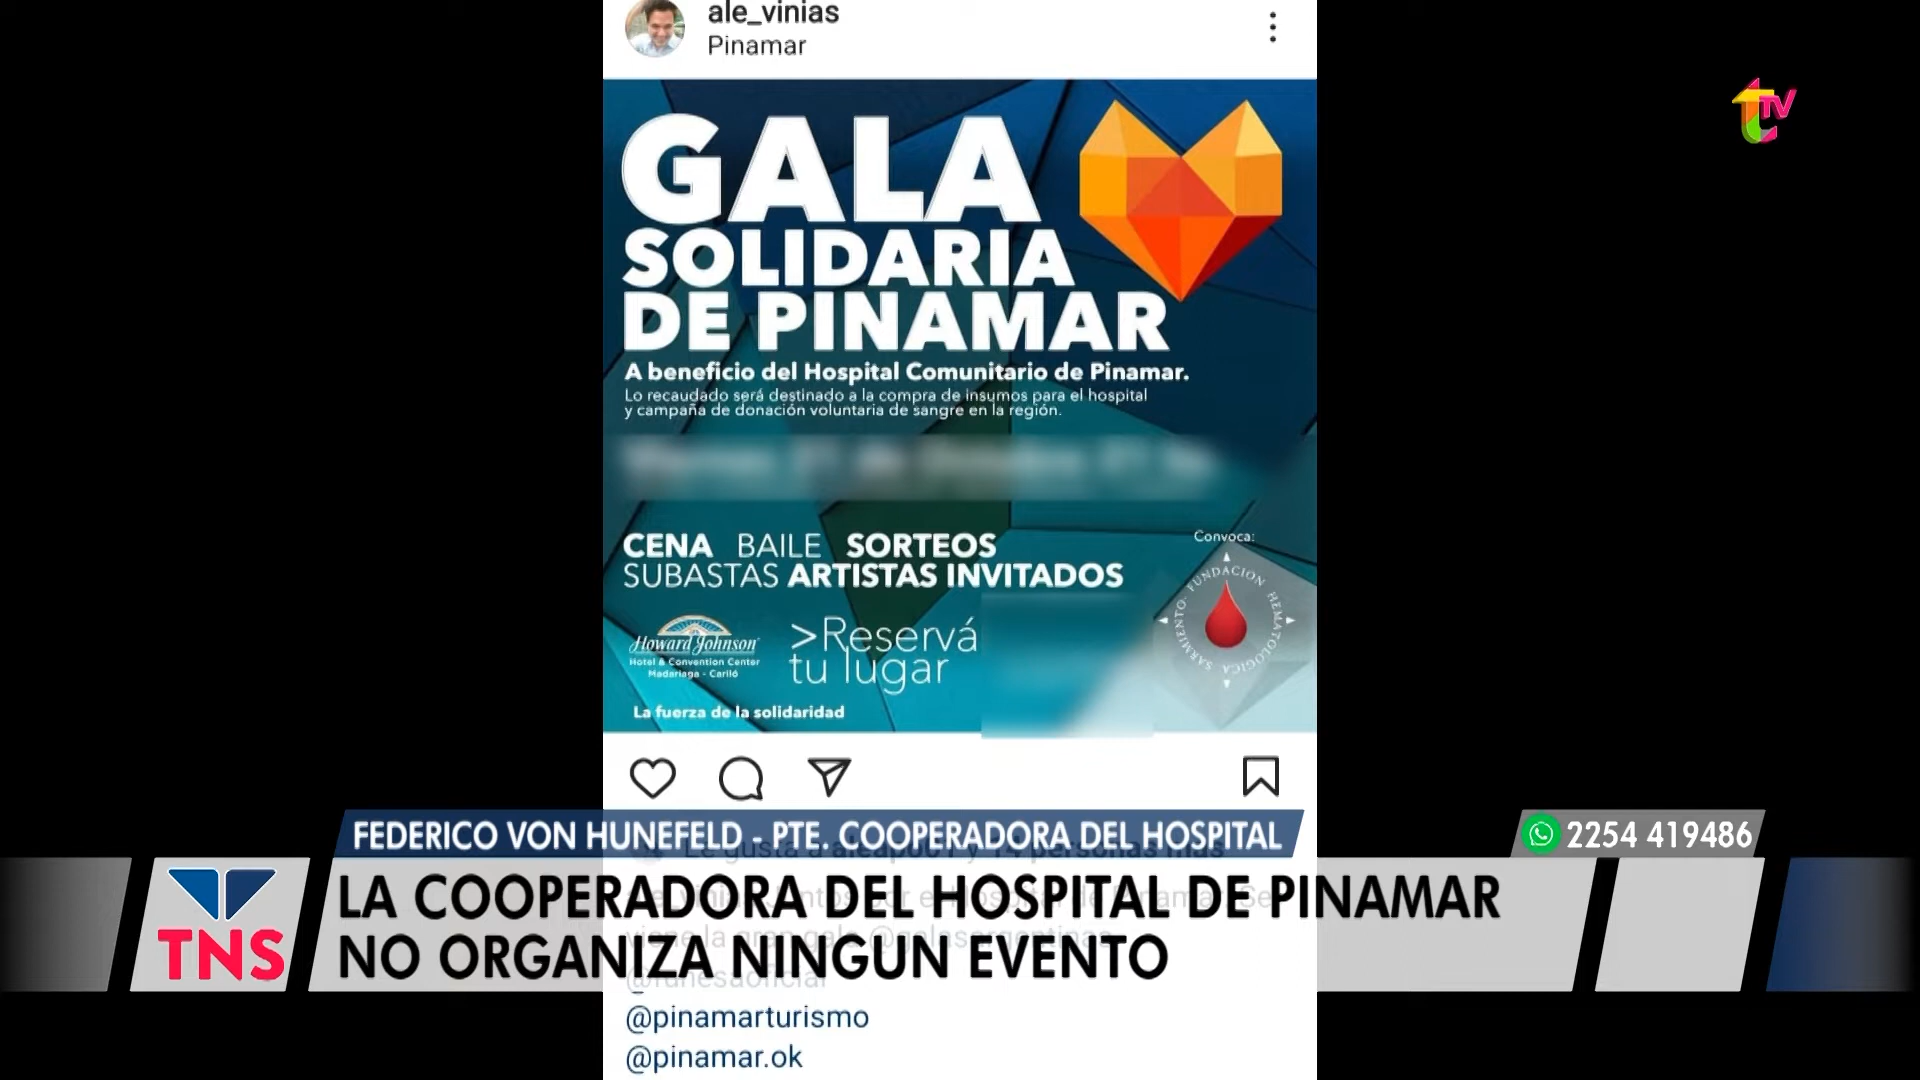 ale_vinias
Pinamar
TV
GALA
SOLIDARIA
DE PINAMAR
A beneficio del Hospital Comunitario de Pinamar.
Lo recaudado será destinado a la compra de insumos para el hospital
y campaña de donación voluntaria de sangre en la región.
CENA BAILE SORTEOS
SUBASTAS ARTISTAS INVITADOS
Convoca:
FUNDACION HEMATOLOGICA SARMIENTO
Howard Johnson
Hotel & Convention Center
Madariaga - Cariló
>Reservá
tu lugar
La fuerza de la solidaridad
FEDERICO VON HUNEFELD - PTE. COOPERADORA DEL HOSPITAL
2254 419486
TNS
LA COOPERADORA DEL HOSPITAL DE PINAMAR
NO ORGANIZA NINGUN EVENTO
@pinamarturismo
@pinamar.ok